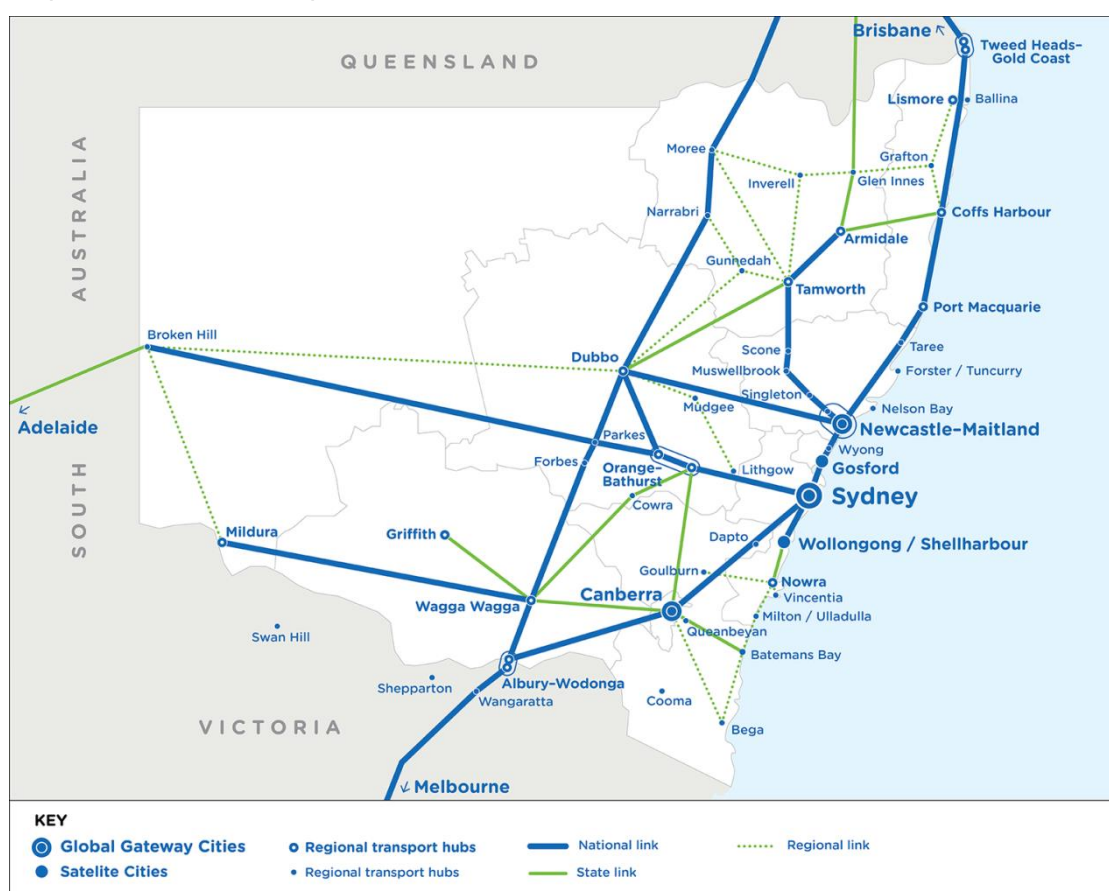 Brisbane
QUEENSLAND
Tweed Heads–
Gold Coast
Lismore
Ballina
Moree
Grafton
Inverell
Glen Innes
Narrabri
Coffs Harbour
Armidale
Gunnedah
Tamworth
AUSTRALIA
SOUTH
Port Macquarie
Broken Hill
Taree
Scone
Dubbo
Muswellbrook
Forster / Tuncurry
Singleton
Mudgee
Nelson Bay
Newcastle–Maitland
Adelaide
Parkes
Wyong
Forbes
Orange–
Bathurst
Lithgow
Gosford
Sydney
Cowra
Mildura
Griffith
Dapto
Wollongong / Shellharbour
Goulburn
Nowra
Canberra
Vincentia
Wagga Wagga
Milton / Ulladulla
Queanbeyan
Swan Hill
Batemans Bay
Shepparton
Albury–Wodonga
Wangaratta
Cooma
VICTORIA
Bega
Melbourne
KEY
Global Gateway Cities
Regional transport hubs
National link
Regional link
Satelite Cities
Regional transport hubs
State link